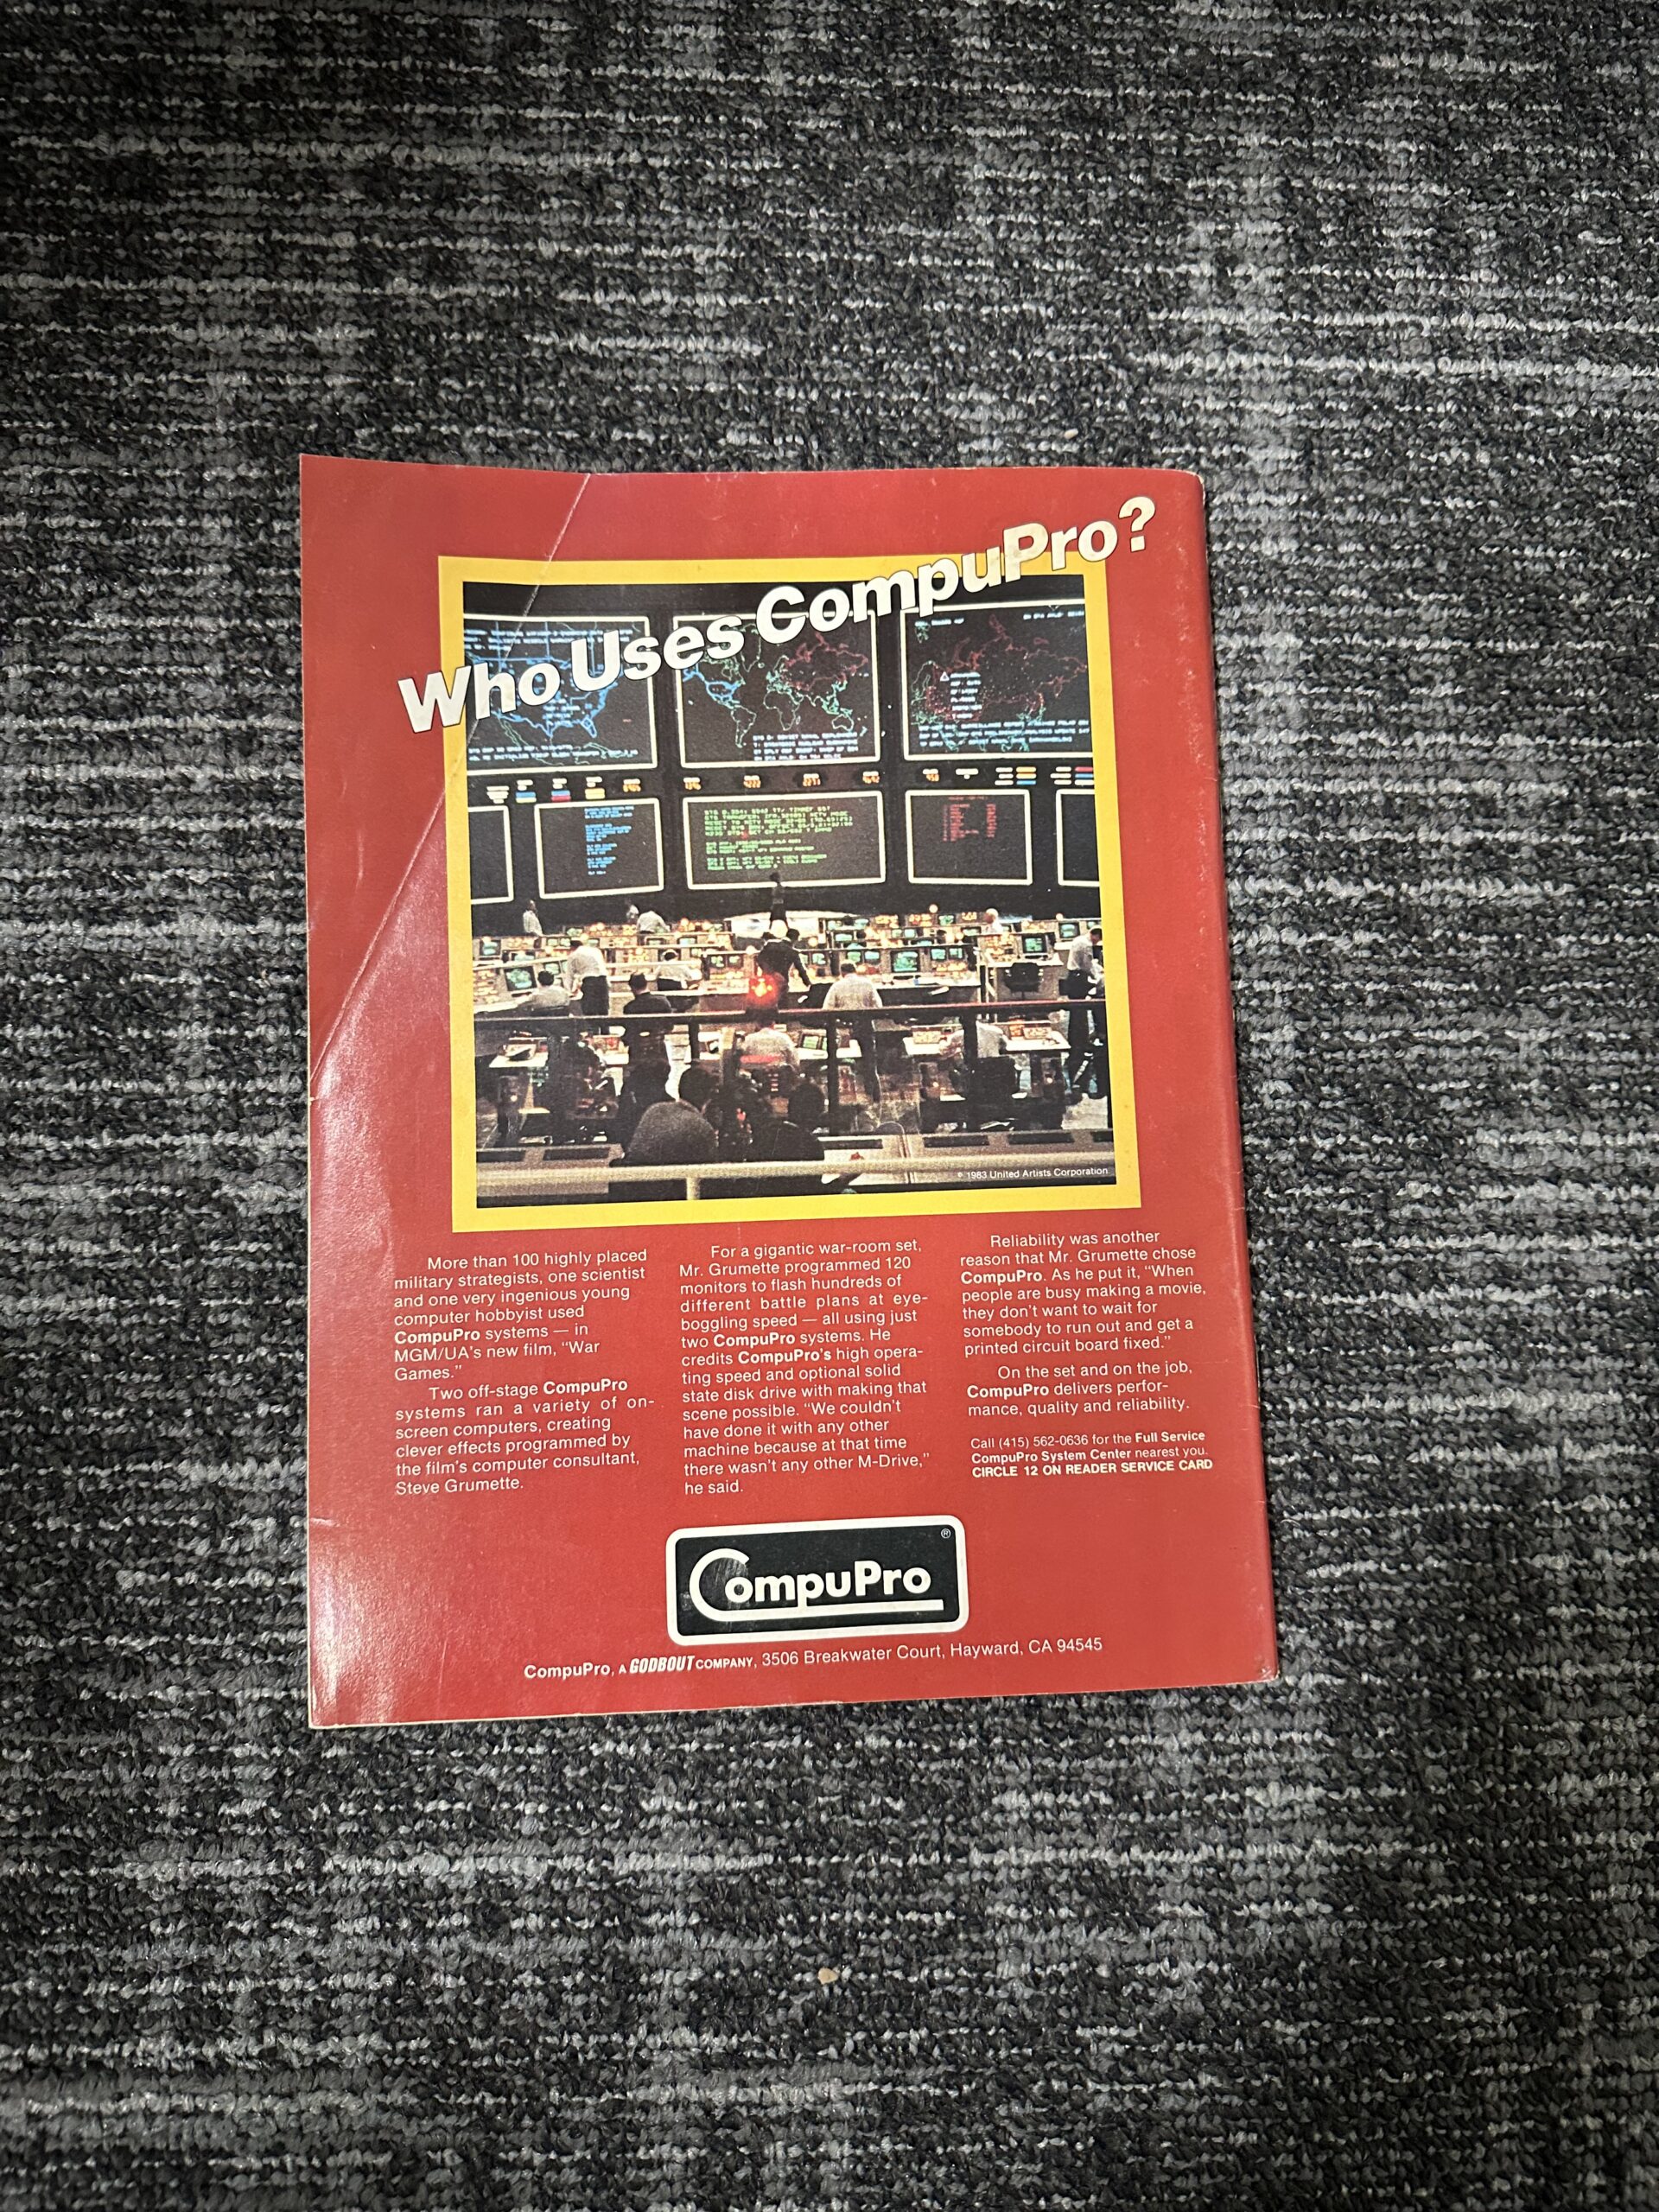 Who Uses CompuPro?
© 1983 United Artists Corporation
More than 100 highly placed
military strategists, one scientist
and one very ingenious young
computer hobbyist used
CompuPro systems — in
MGM/UA's new film, "War
Games."
Two off-stage CompuPro
systems ran a variety of on-
screen computers, creating
clever effects programmed by
the film's computer consultant,
Steve Grumette.
For a gigantic war-room set,
Mr. Grumette programmed 120
monitors to flash hundreds of
different battle plans at eye-
boggling speed — all using just
two CompuPro systems. He
credits CompuPro's high opera-
ting speed and optional solid
state disk drive with making that
scene possible. "We couldn't
have done it with any other
machine because at that time
there wasn't any other M-Drive,"
he said.
Reliability was another
reason that Mr. Grumette chose
CompuPro. As he put it, "When
people are busy making a movie,
they don't want to wait for
somebody to run out and get a
printed circuit board fixed."
On the set and on the job,
CompuPro delivers perfor-
mance, quality and reliability.
Call (415) 562-0636 for the Full Service
CompuPro System Center nearest you.
CIRCLE 12 ON READER SERVICE CARD
CompuPro ®
CompuPro, A GODBOUT COMPANY, 3506 Breakwater Court, Hayward, CA 94545